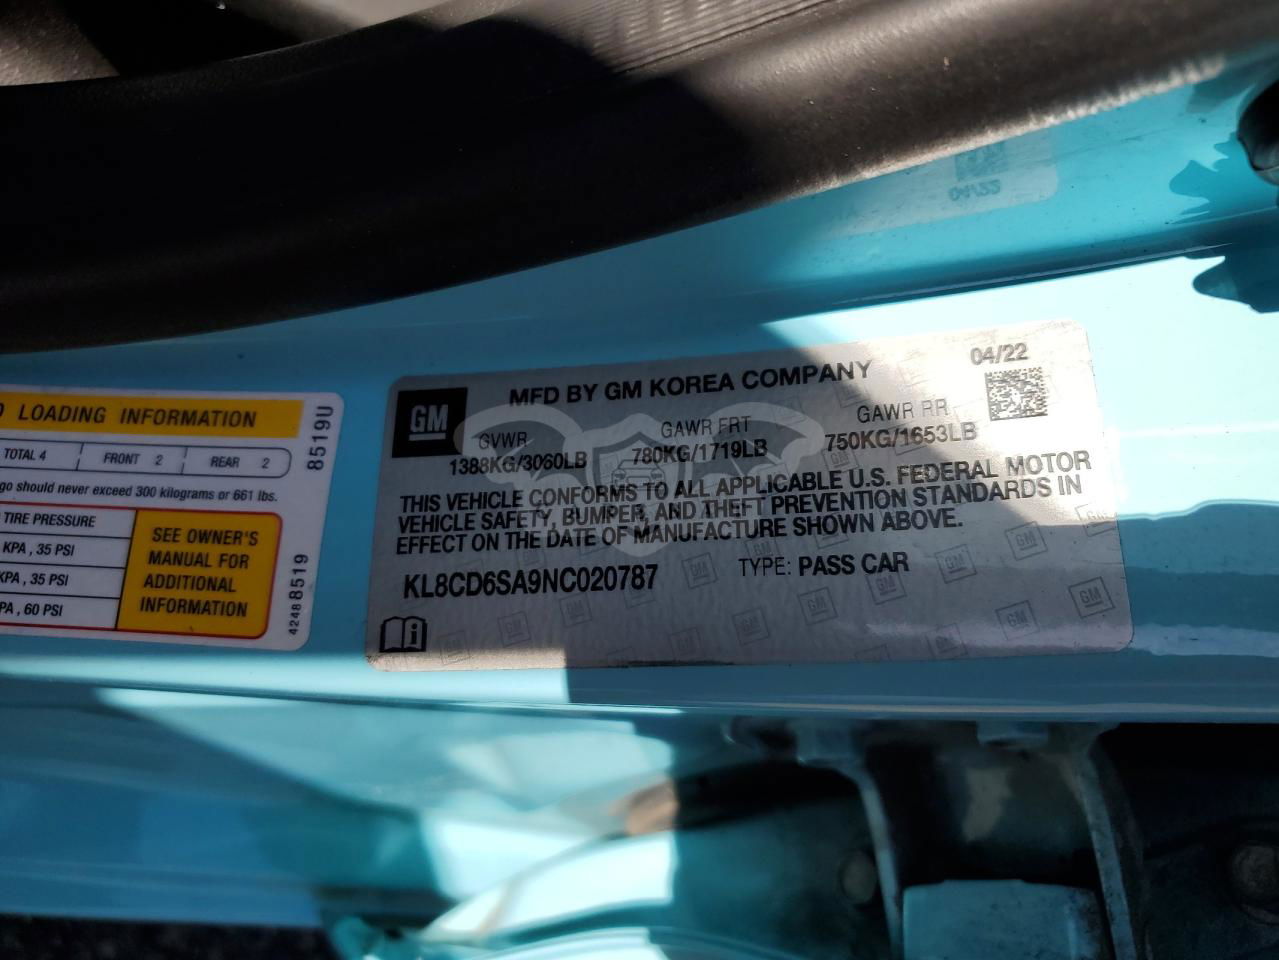 O LOADING INFORMATION
TOTAL 4 FRONT 2 REAR 2
go should never exceed 300 kilograms or 661 lbs.
TIRE PRESSURE
KPA, 35 PSI
KPA, 35 PSI
PA, 60 PSI
SEE OWNER'S
MANUAL FOR
ADDITIONAL
INFORMATION
8519U
42488519
GM
MFD BY GM KOREA COMPANY
04/22
GVWR GAWR FRT GAWR RR
1388KG/3060LB 780KG/1719LB 750KG/1653LB
THIS VEHICLE CONFORMS TO ALL APPLICABLE U.S. FEDERAL MOTOR
VEHICLE SAFETY, BUMPER, AND THEFT PREVENTION STANDARDS IN
EFFECT ON THE DATE OF MANUFACTURE SHOWN ABOVE.
KL8CD6SA9NC020787 TYPE: PASS CAR